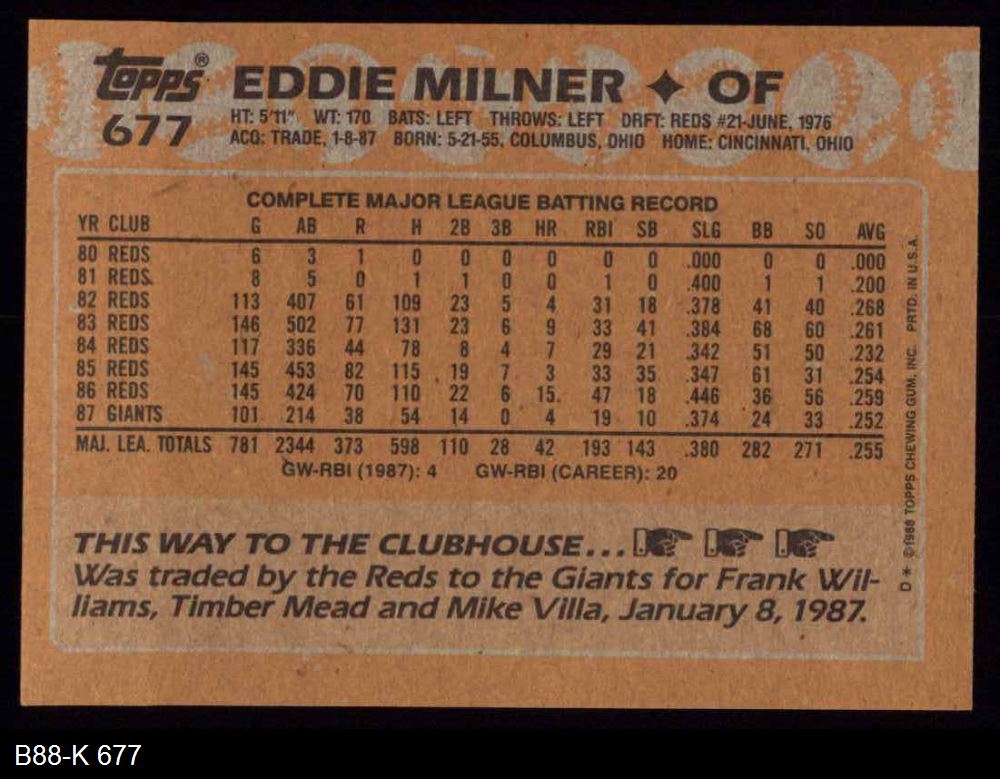 Topps® EDDIE MILNER ✦ OF
677
HT: 5'11" WT: 170 BATS: LEFT THROWS: LEFT DRFT: REDS #21-JUNE, 1976
ACQ: TRADE, 1-8-87 BORN: 5-21-55, COLUMBUS, OHIO HOME: CINCINNATI, OHIO
COMPLETE MAJOR LEAGUE BATTING RECORD
YR CLUB G AB R H 2B 3B HR RBI SB SLG BB SO AVG
80 REDS 6 3 1 0 0 0 0 0 0 .000 0 0 .000
81 REDS 8 5 0 1 1 0 0 1 0 .400 1 1 .200
82 REDS 113 407 61 109 23 5 4 31 18 .378 41 40 .268
83 REDS 146 502 77 131 23 6 9 33 41 .384 68 60 .261
84 REDS 117 336 44 78 8 4 7 29 21 .342 51 50 .232
85 REDS 145 453 82 115 19 7 3 33 35 .347 61 31 .254
86 REDS 145 424 70 110 22 6 15 47 18 .446 36 56 .259
87 GIANTS 101 214 38 54 14 0 4 19 10 .374 24 33 .252
MAJ. LEA. TOTALS 781 2344 373 598 110 28 42 193 143 .380 282 271 .255
GW-RBI (1987): 4 GW-RBI (CAREER): 20
THIS WAY TO THE CLUBHOUSE...
Was traded by the Reds to the Giants for Frank Wil-
liams, Timber Mead and Mike Villa, January 8, 1987.
D* ©1988 TOPPS CHEWING GUM, INC. PRTD. IN U.S.A.
B88-K 677